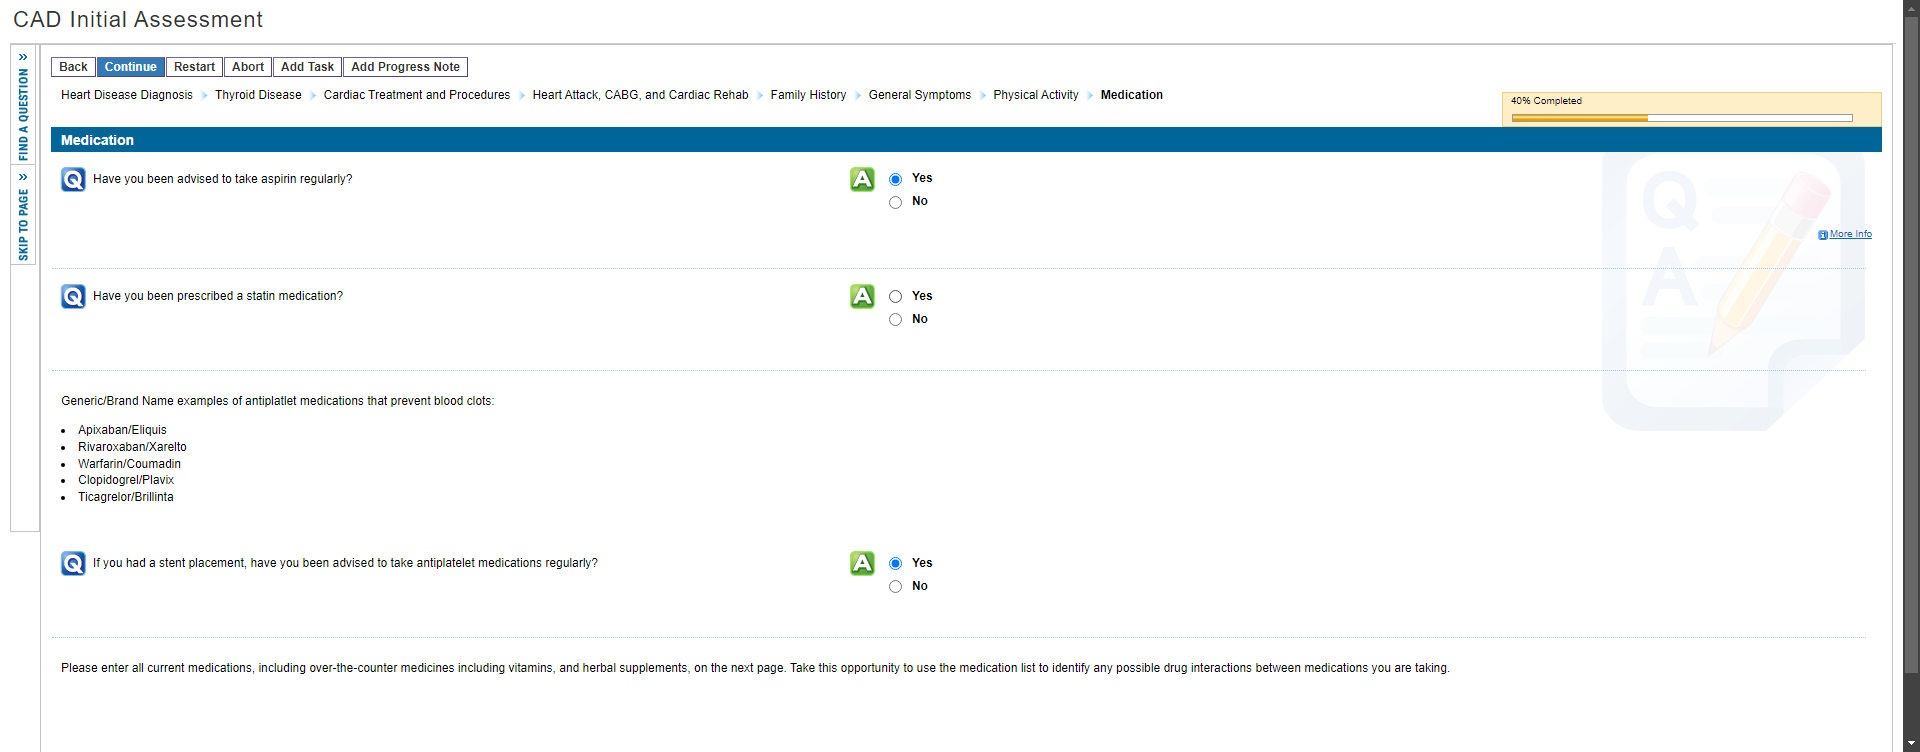 CAD Initial Assessment
» FIND A QUESTION
» SKIP TO PAGE
Back Continue Restart Abort Add Task Add Progress Note
Heart Disease Diagnosis Thyroid Disease Cardiac Treatment and Procedures Heart Attack, CABG, and Cardiac Rehab Family History General Symptoms Physical Activity Medication
40% Completed
Medication
Q Have you been advised to take aspirin regularly? A Yes
No
More Info
Q Have you been prescribed a statin medication? A Yes
No
Generic/Brand Name examples of antiplatlet medications that prevent blood clots:
• Apixaban/Eliquis
• Rivaroxaban/Xarelto
• Warfarin/Coumadin
• Clopidogrel/Plavix
• Ticagrelor/Brillinta
Q If you had a stent placement, have you been advised to take antiplatelet medications regularly? A Yes
No
Please enter all current medications, including over-the-counter medicines including vitamins, and herbal supplements, on the next page. Take this opportunity to use the medication list to identify any possible drug interactions between medications you are taking.